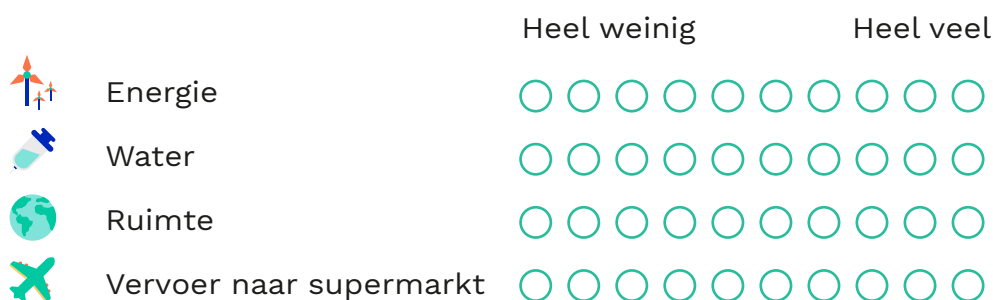 Heel weinig Heel veel
Energie
Water
Ruimte
Vervoer naar supermarkt